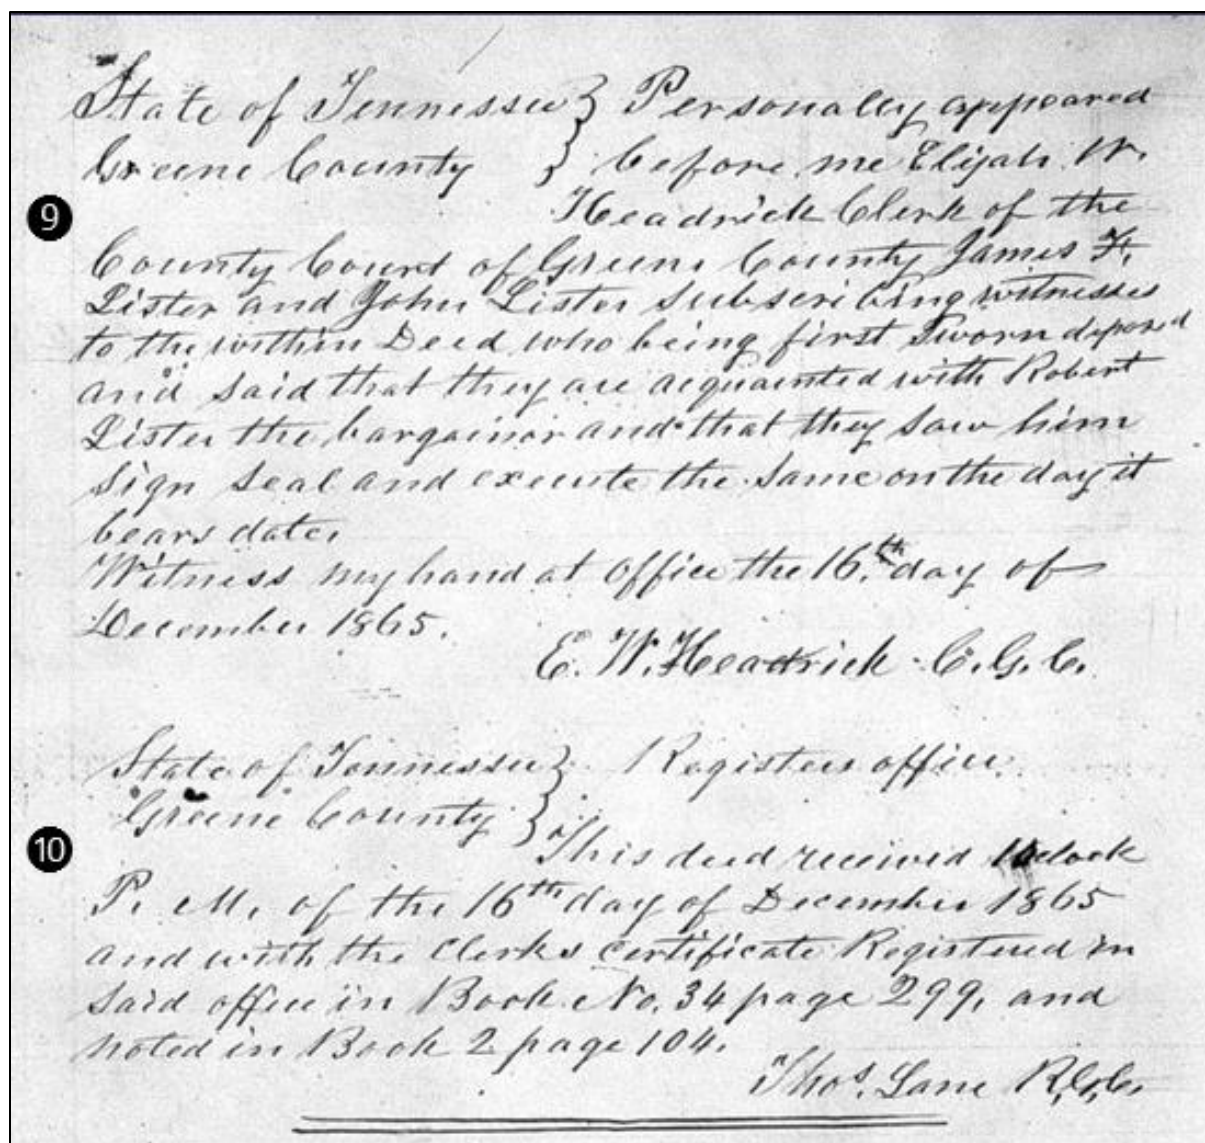 State of Tennessee } Personally appeared
Greene County } before me Elijah W.
9
Headrick Clerk of the
County Court of Greene County James F.
Lister and John Lister Subscribing witnesses
to the within Deed who being first Sworn deposed
and said that they are acquainted with Robert
Lister the bargainor and that they saw him
Sign Seal and execute the Same on the day it
bears date.
Witness my hand at office the 16th day of
December 1865.
E. W. Headrick C.G.C.
State of Tennessee } Registers office.
Greene County }
10
This deed received oclock
P. M. of the 16th day of December 1865
and with the Clerks Certificate Registered in
Said office in Book No. 34 page 299, and
noted in Book 2 page 104.
Thos. Lane R.G.C.